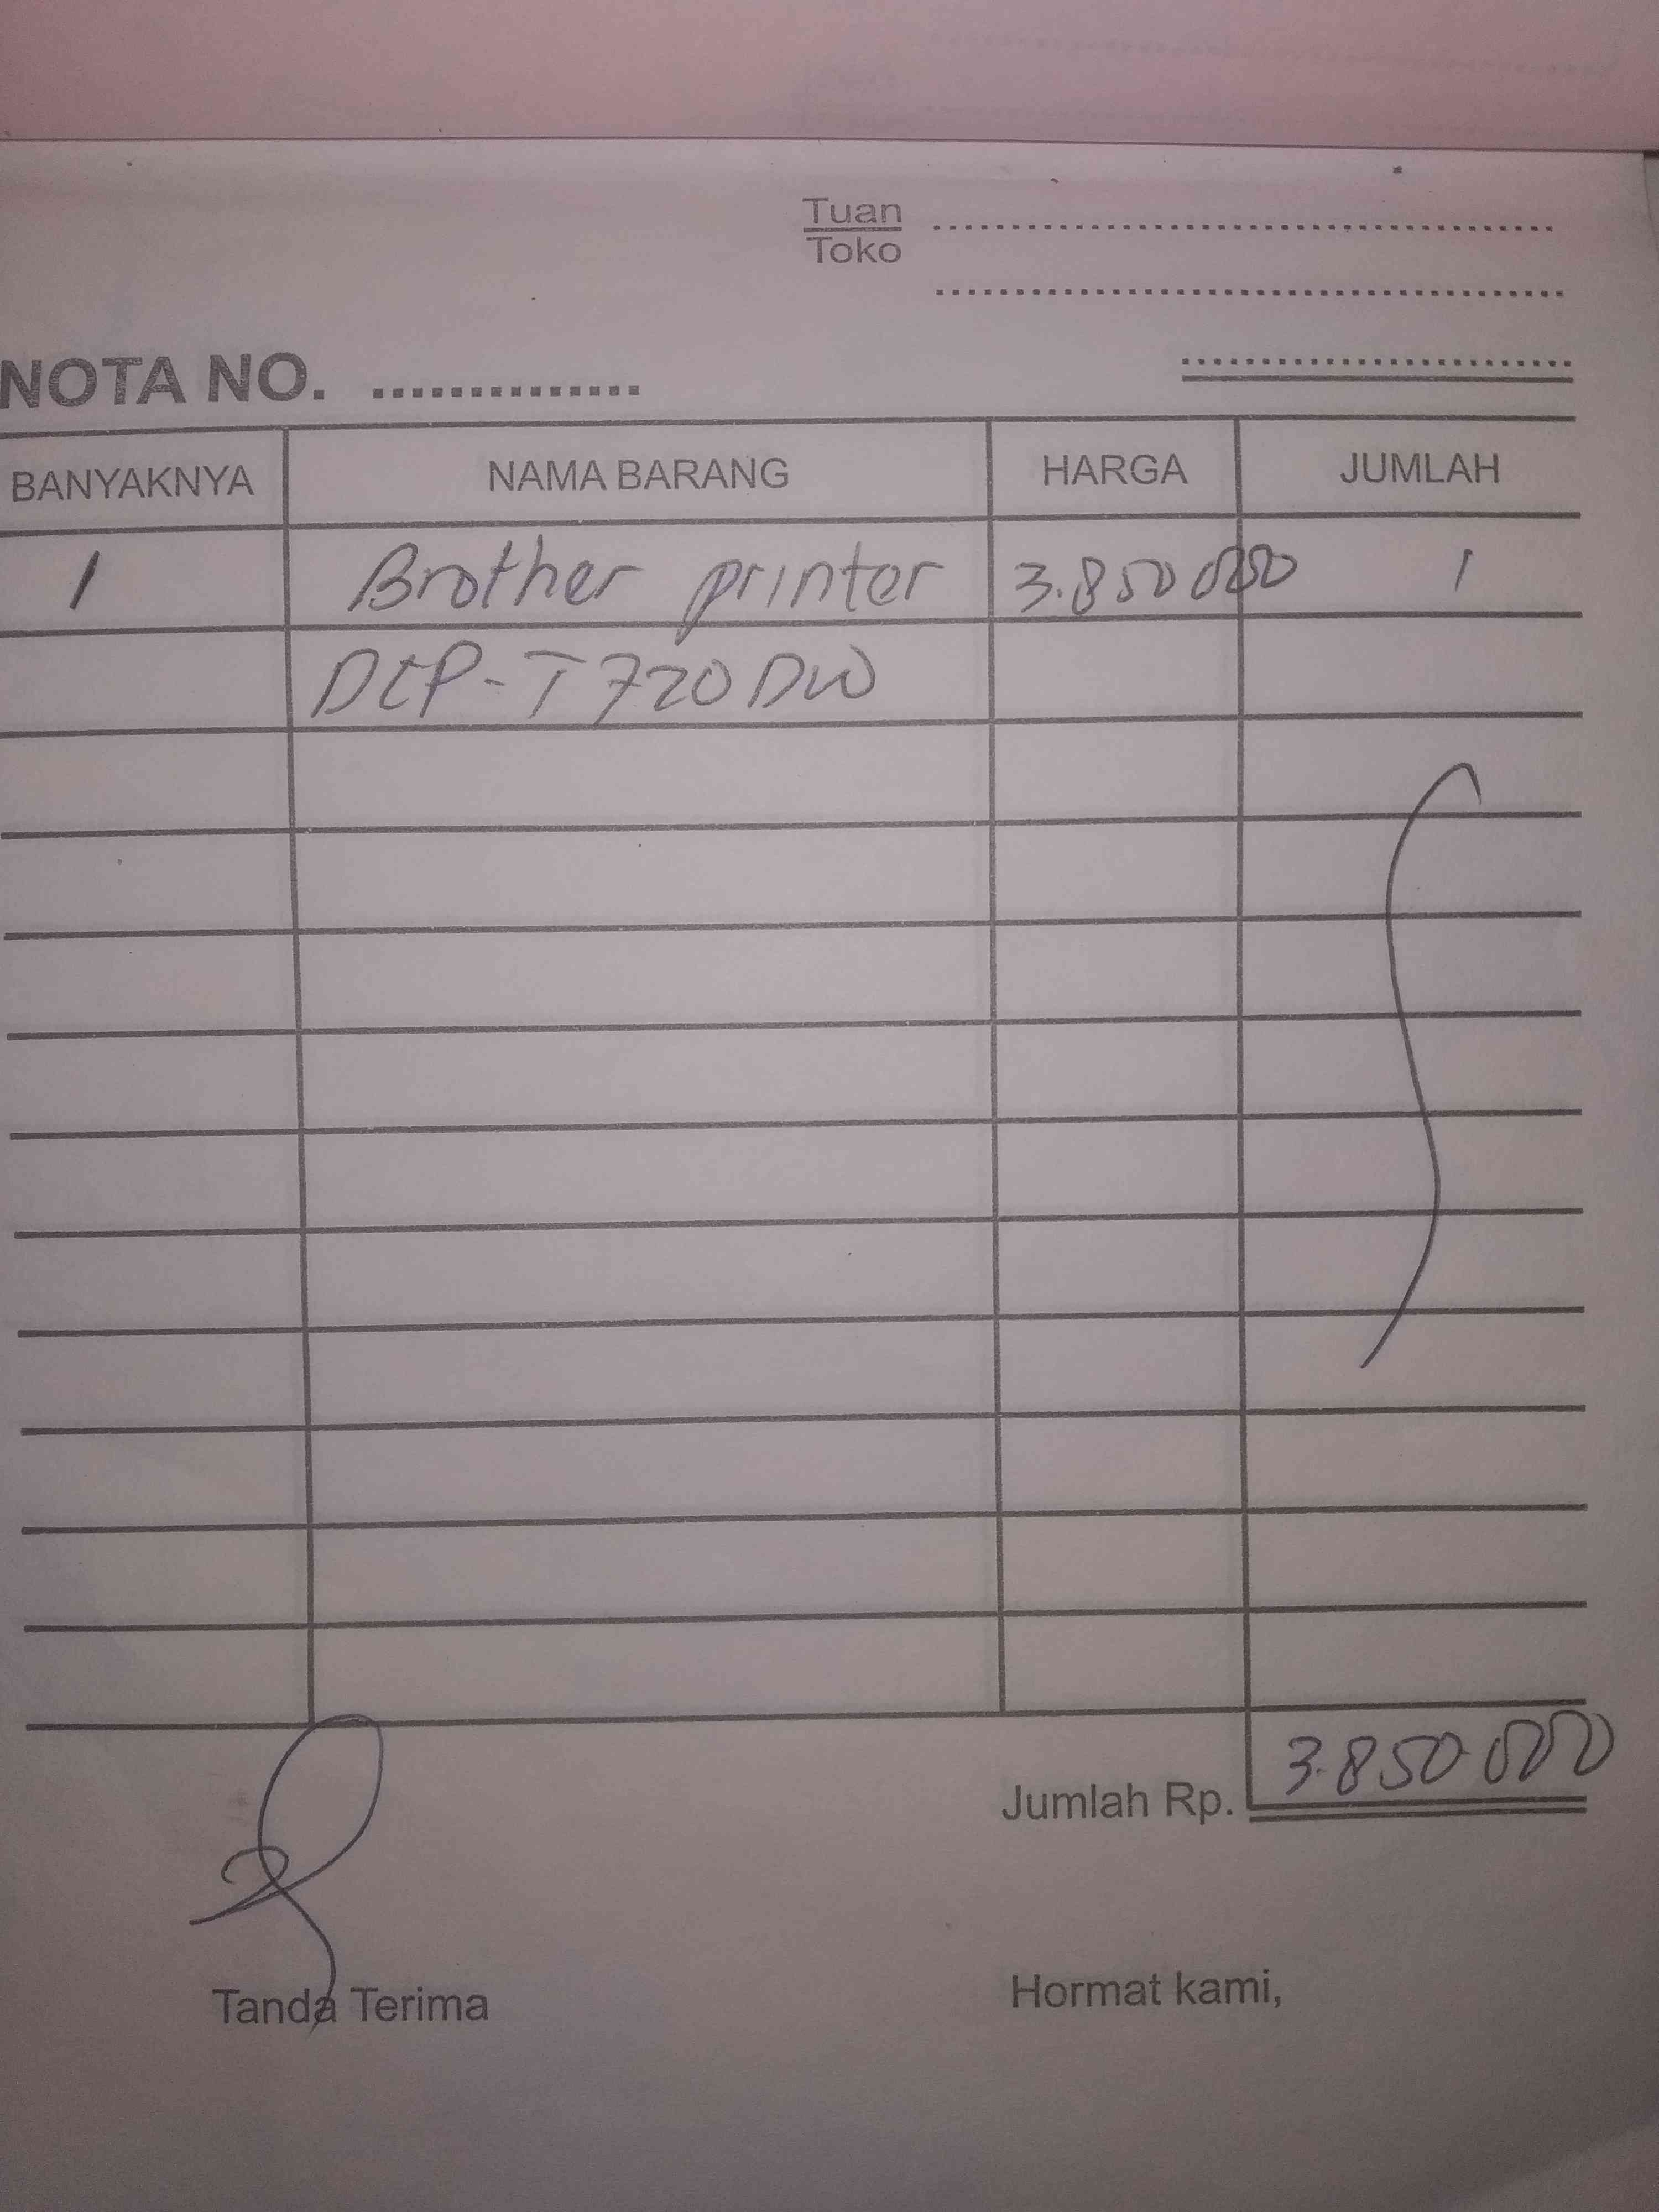 Tuan
Toko
NOTA NO. ..............
BANYAKNYA NAMA BARANG HARGA JUMLAH
1 Brother printer 3.850 000 1
DCP-T720DW
Jumlah Rp. 3.850.000
Tanda Terima Hormat kami,